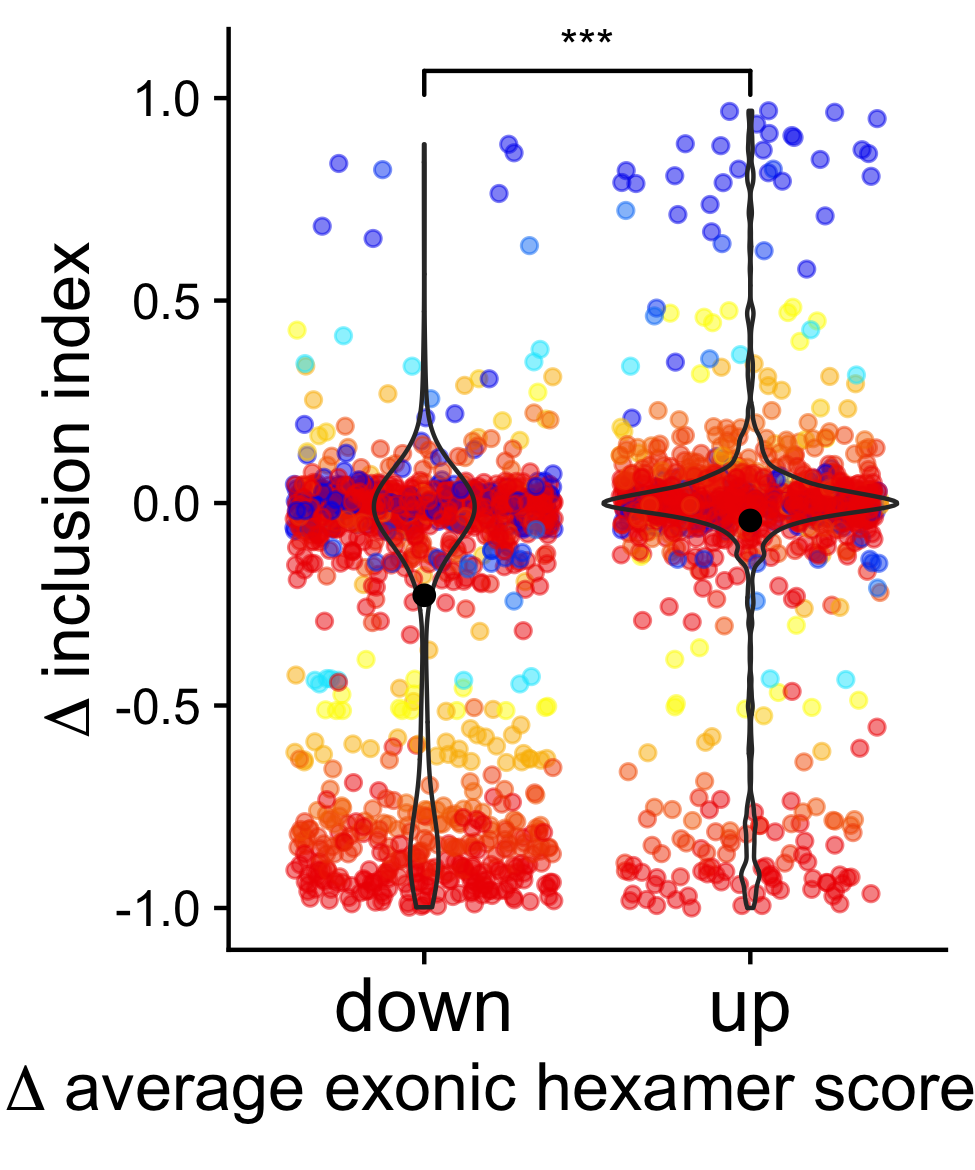 ***
1.0
0.5
0.0
-0.5
-1.0
Δ inclusion index
down up
Δ average exonic hexamer score